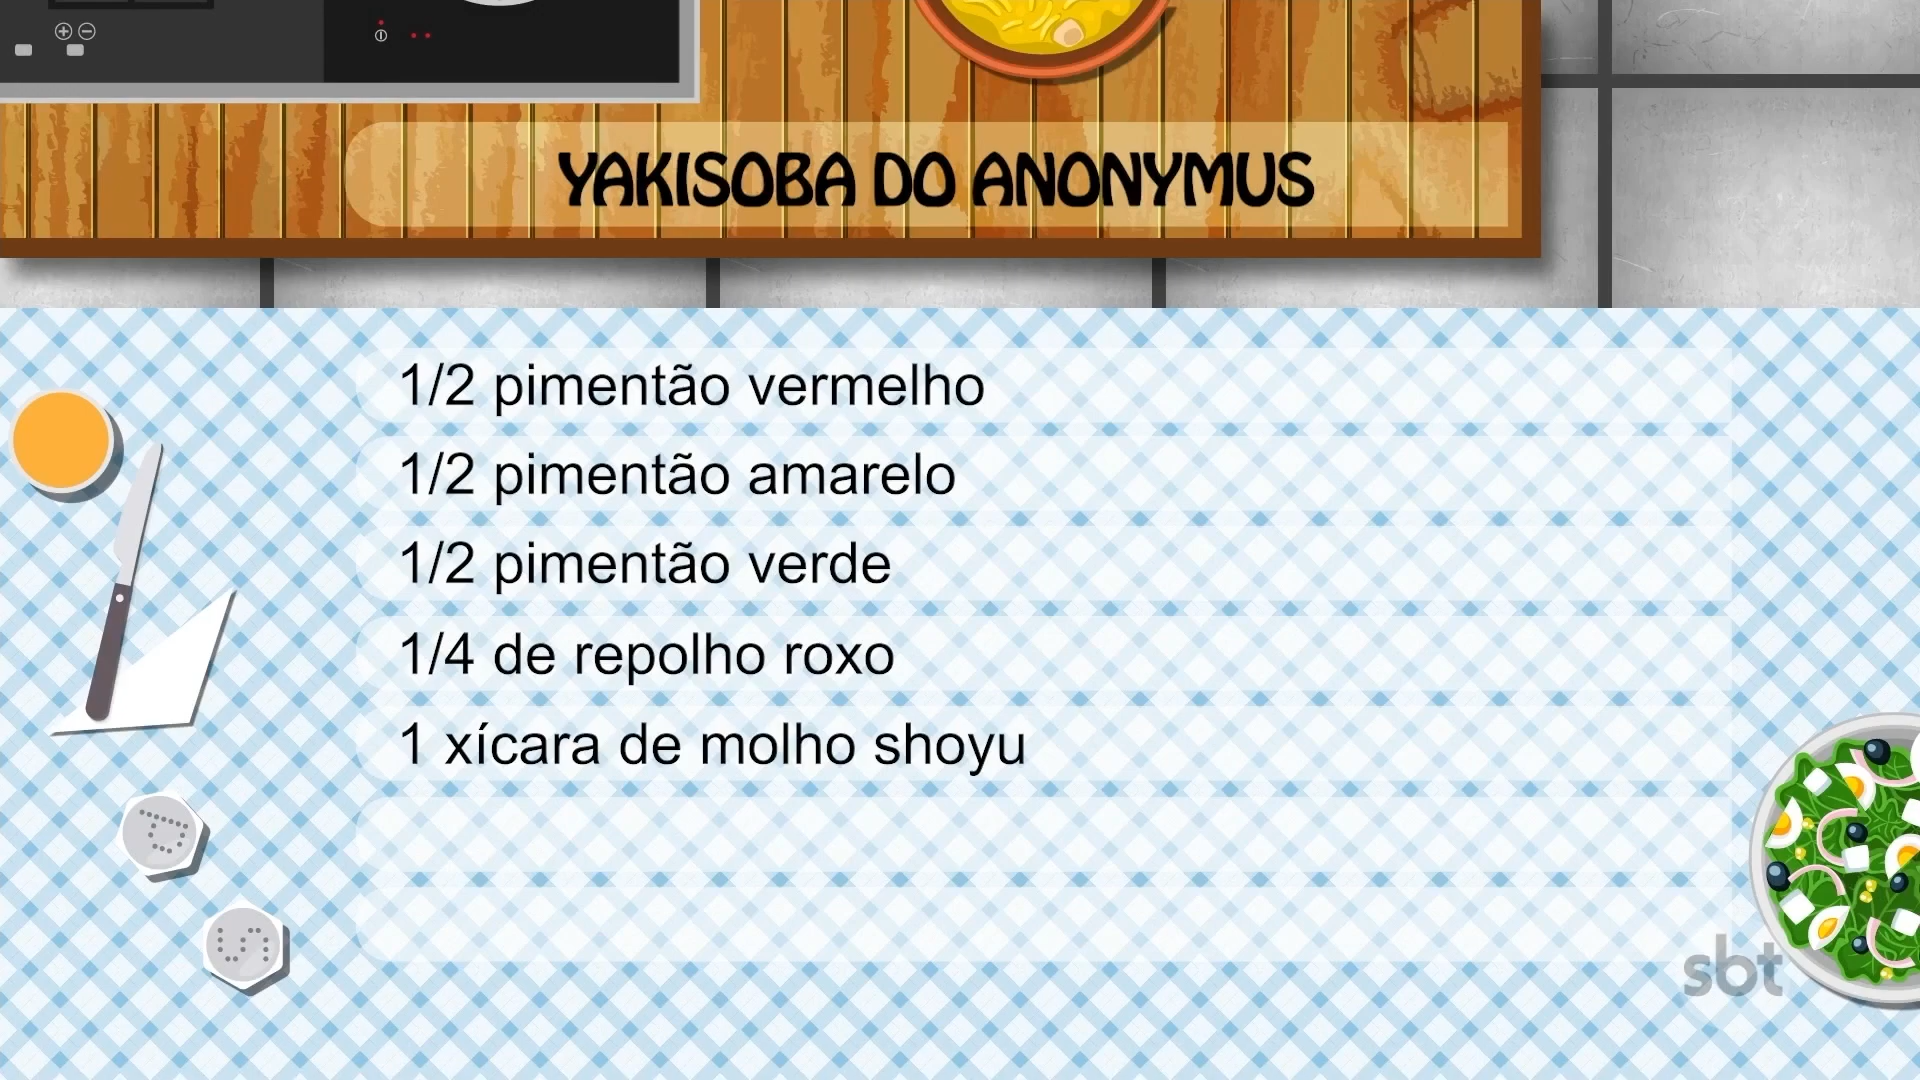 YAKISOBA DO ANONYMUS
1/2 pimentão vermelho
1/2 pimentão amarelo
1/2 pimentão verde
1/4 de repolho roxo
1 xícara de molho shoyu
P
S
sbt